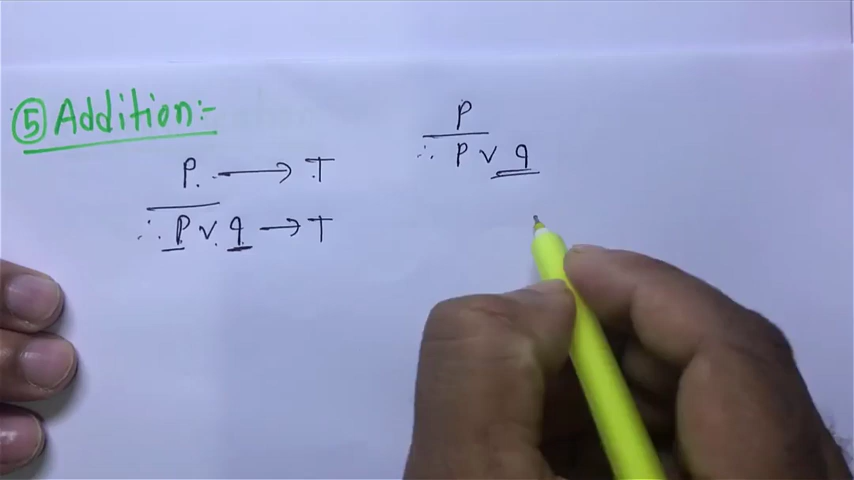 ⑤ Addition:-
P. ⟶ T
∴ P ∨ q ⟶ T
P
∴ P ∨ q